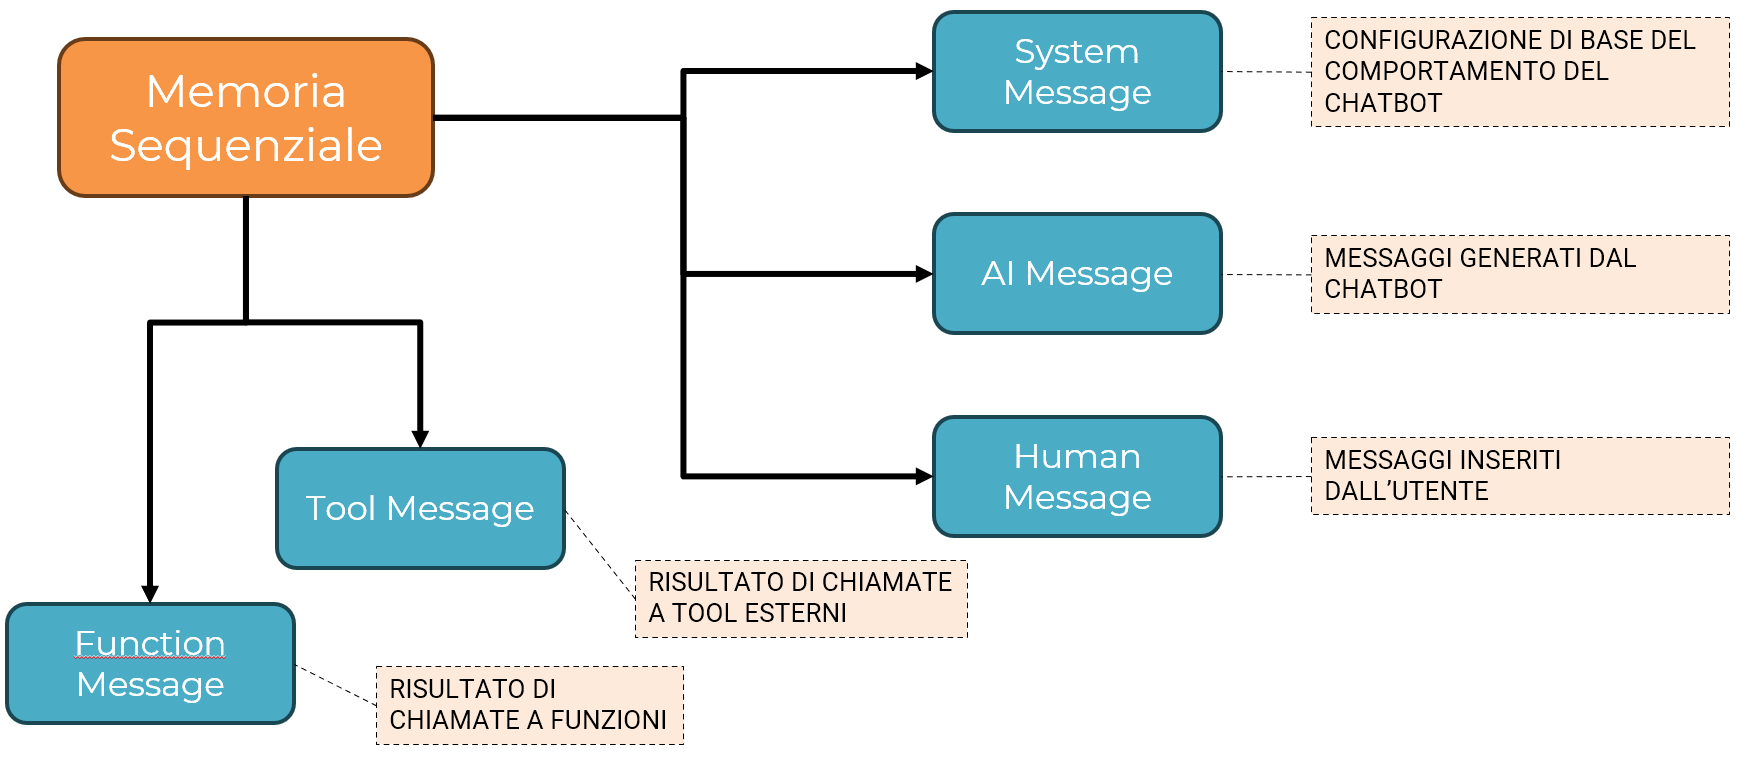 Memoria
Sequenziale
System
Message
CONFIGURAZIONE DI BASE DEL
COMPORTAMENTO DEL
CHATBOT
AI Message
MESSAGGI GENERATI DAL
CHATBOT
Human
Message
MESSAGGI INSERITI
DALL’UTENTE
Tool Message
RISULTATO DI CHIAMATE
A TOOL ESTERNI
Function
Message
RISULTATO DI
CHIAMATE A FUNZIONI